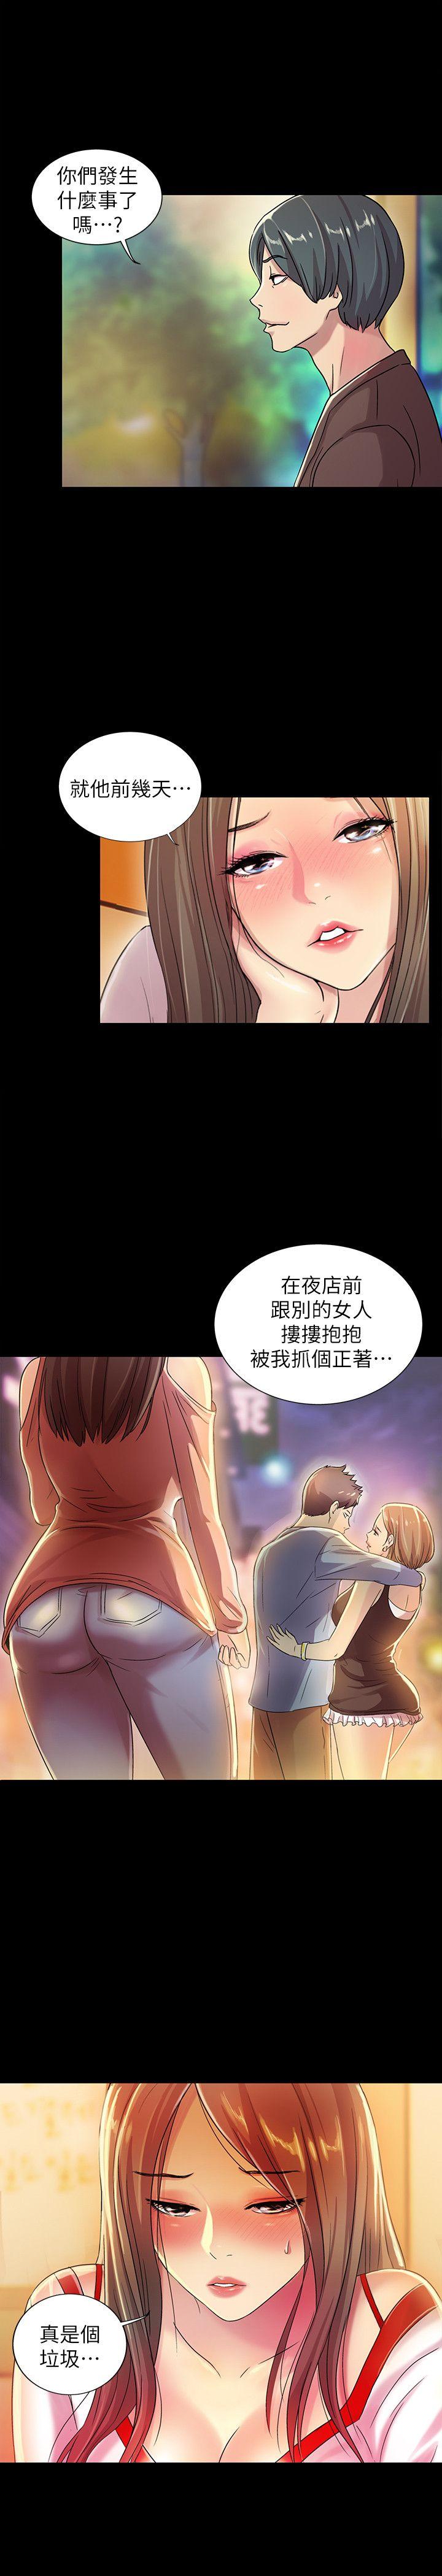 你們發生
什麼事了
嗎⋯?
就他前幾天⋯
在夜店前
跟別的女人
摟摟抱抱
被我抓個正著⋯
真是個
垃圾⋯